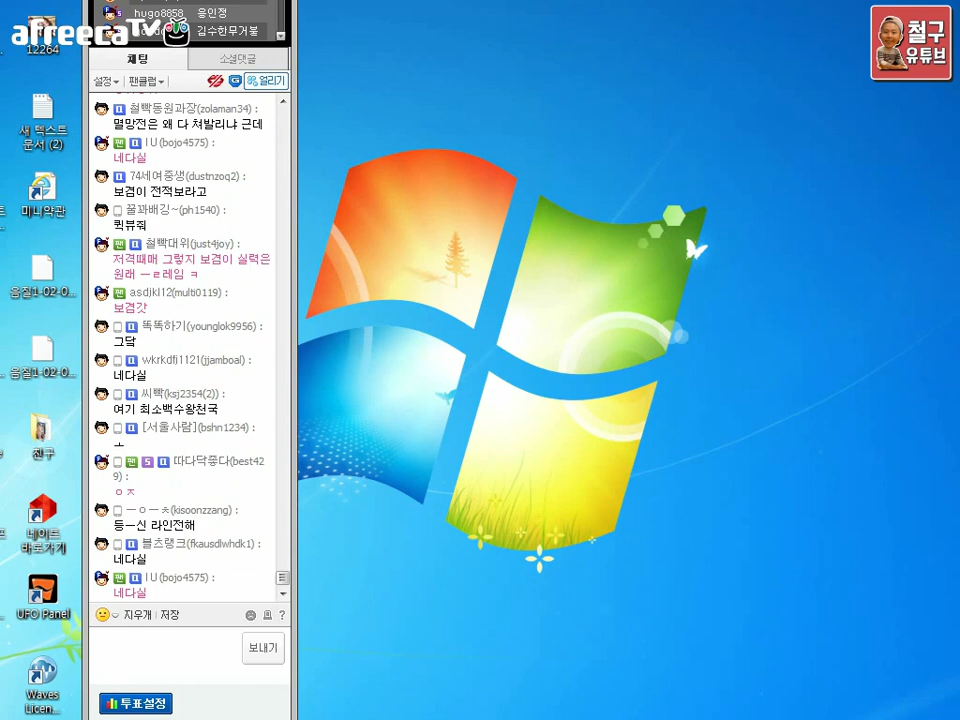 hugo8858 응인정
김수한무거불
afreecaTV
12264
철구
유튜브
채팅
소셜댓글
설정
팬클럽
얼리기
철빡동원과장(zolaman34) :
멸망전은 왜 다 쳐발리냐 근데
IU(bojo4575) :
네다실
74세여중생(dustnzoq2) :
보겸이 전적보라고
꿀꽈배깅~(ph1540) :
퀵뷰줘
철빡대위(just4joy) :
저격때매 그렇지 보겸이 실력은
원래 ㅡㄹ레임 ㅋ
asdjkl12(multi0119) :
보겸갓
똑똑하기(younglok9956) :
그닥
wkrkdfi1121(jjamboal) :
네다실
씨빡(ksj2354(2)) :
여기 최소백수왕천국
[서울사람](bshn1234) :
ㅗ
따다닥좋다(best42
9) :
ㅇㅈ
ㅡㅇㅡㅊ(kisoonzzang) :
등ㅡ신 라인전해
블츠랭크(fkausdlwhdk1) :
네다실
IU(bojo4575) :
네다실
지우개
저장
?
보내기
투표설정
새 텍스트
문서 (2)
미니약관
음질1-02-0...
음질1-02-0...
친구
네이트
바로가기
UFO Panel
Waves
Licen...